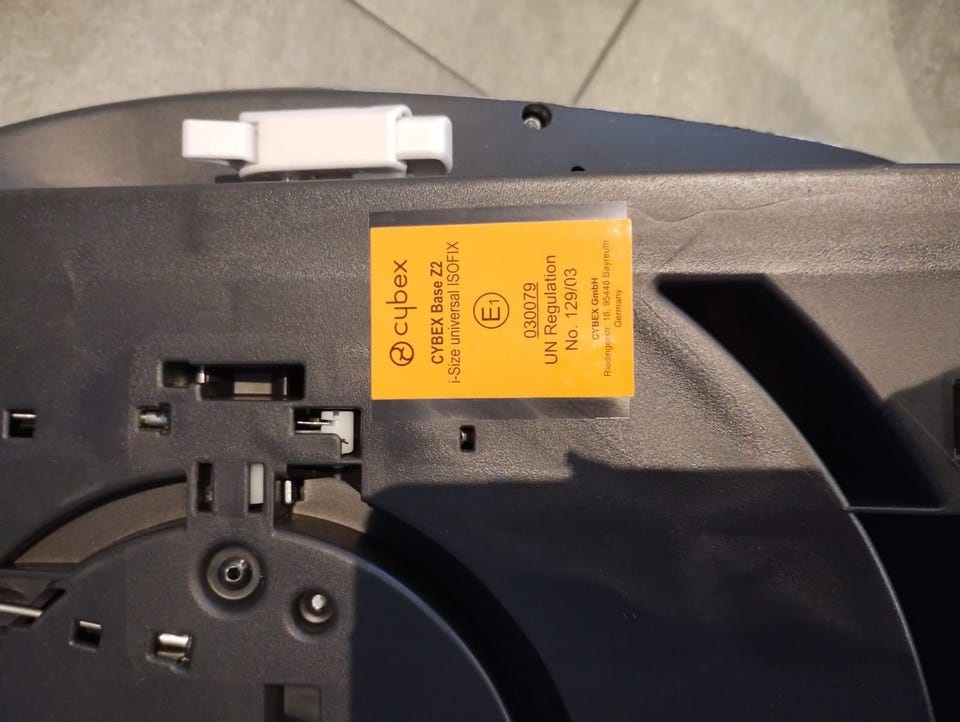 cybex
CYBEX Base Z2
i-Size universal ISOFIX
E1
030079
UN Regulation
No. 129/03
CYBEX GmbH
Riedingerstr. 18, 95448 Bayreuth
Germany